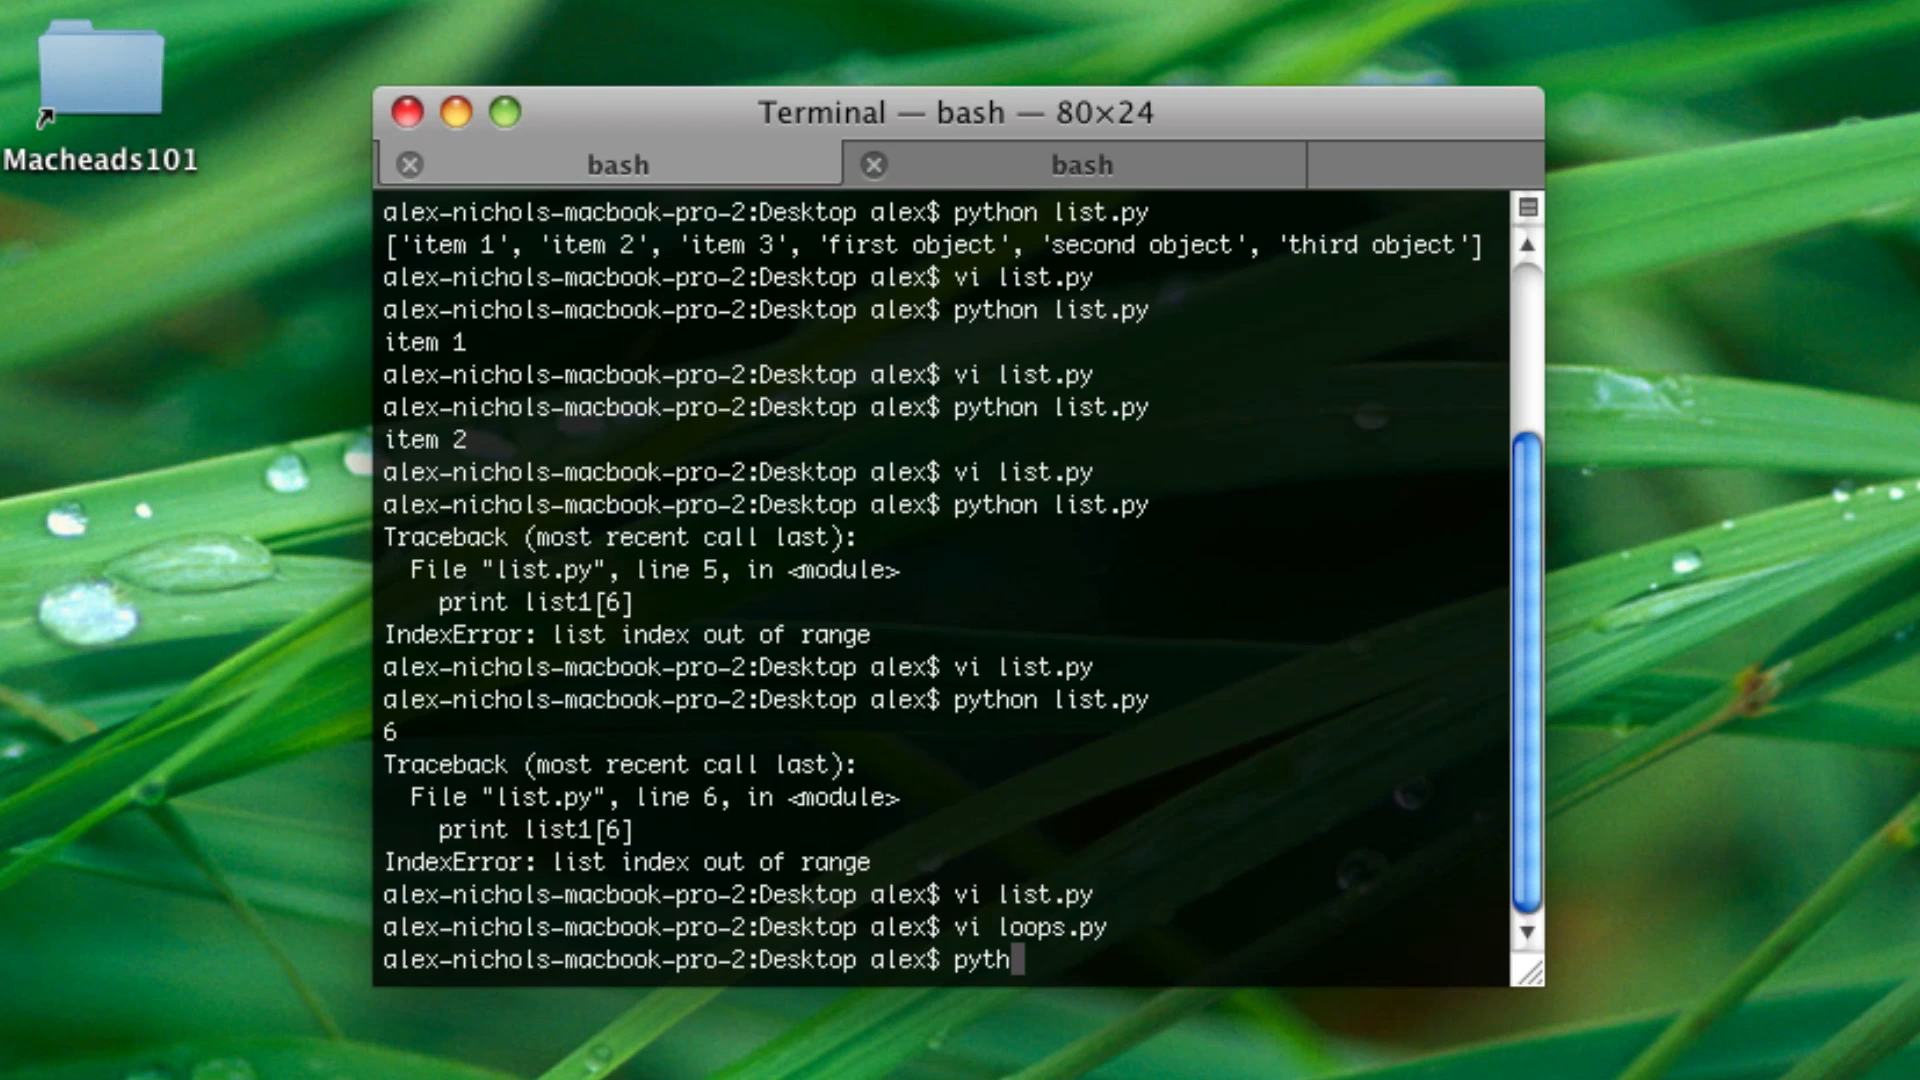 Macheads101
Terminal — bash — 80×24
bash
bash
alex-nichols-macbook-pro-2:Desktop alex$ python list.py
['item 1', 'item 2', 'item 3', 'first object', 'second object', 'third object']
alex-nichols-macbook-pro-2:Desktop alex$ vi list.py
alex-nichols-macbook-pro-2:Desktop alex$ python list.py
item 1
alex-nichols-macbook-pro-2:Desktop alex$ vi list.py
alex-nichols-macbook-pro-2:Desktop alex$ python list.py
item 2
alex-nichols-macbook-pro-2:Desktop alex$ vi list.py
alex-nichols-macbook-pro-2:Desktop alex$ python list.py
Traceback (most recent call last):
  File "list.py", line 5, in <module>
    print list1[6]
IndexError: list index out of range
alex-nichols-macbook-pro-2:Desktop alex$ vi list.py
alex-nichols-macbook-pro-2:Desktop alex$ python list.py
6
Traceback (most recent call last):
  File "list.py", line 6, in <module>
    print list1[6]
IndexError: list index out of range
alex-nichols-macbook-pro-2:Desktop alex$ vi list.py
alex-nichols-macbook-pro-2:Desktop alex$ vi loops.py
alex-nichols-macbook-pro-2:Desktop alex$ pyth